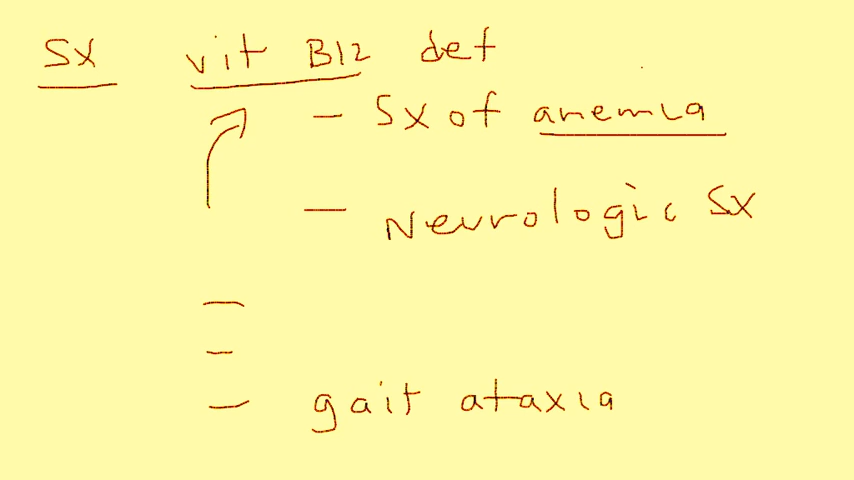 Sx vit B12 def
- Sx of anemia
- Neurologic Sx
-
-
- gait ataxia